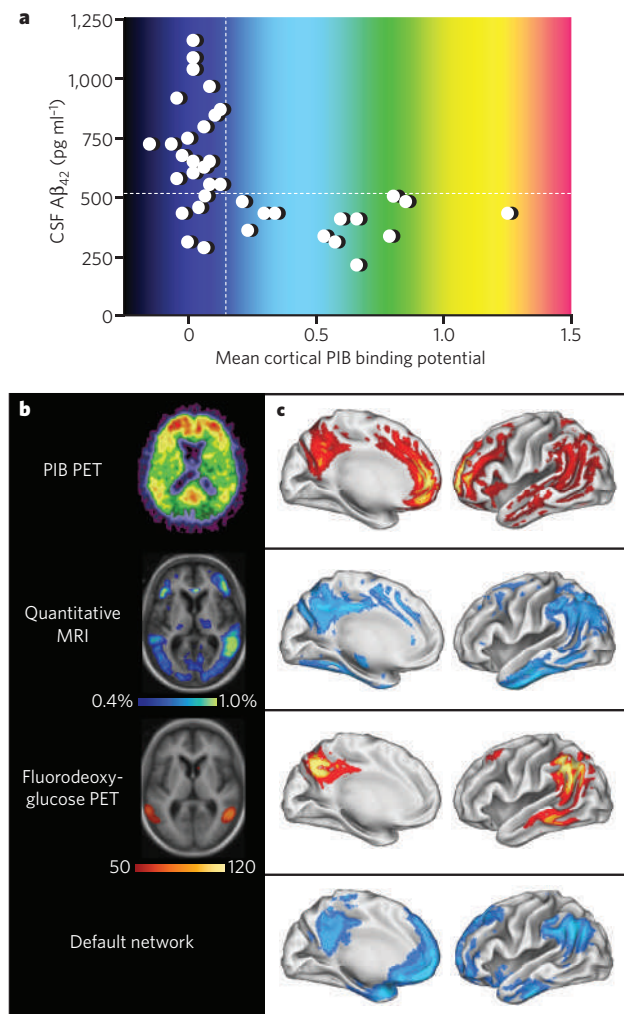 a
1,250
1,000
750
500
250
0
CSF Aβ42 (pg ml−1)
0
0.5
1.0
1.5
Mean cortical PIB binding potential
b
c
PIB PET
Quantitative
MRI
0.4%
1.0%
Fluorodeoxy-
glucose PET
50
120
Default network